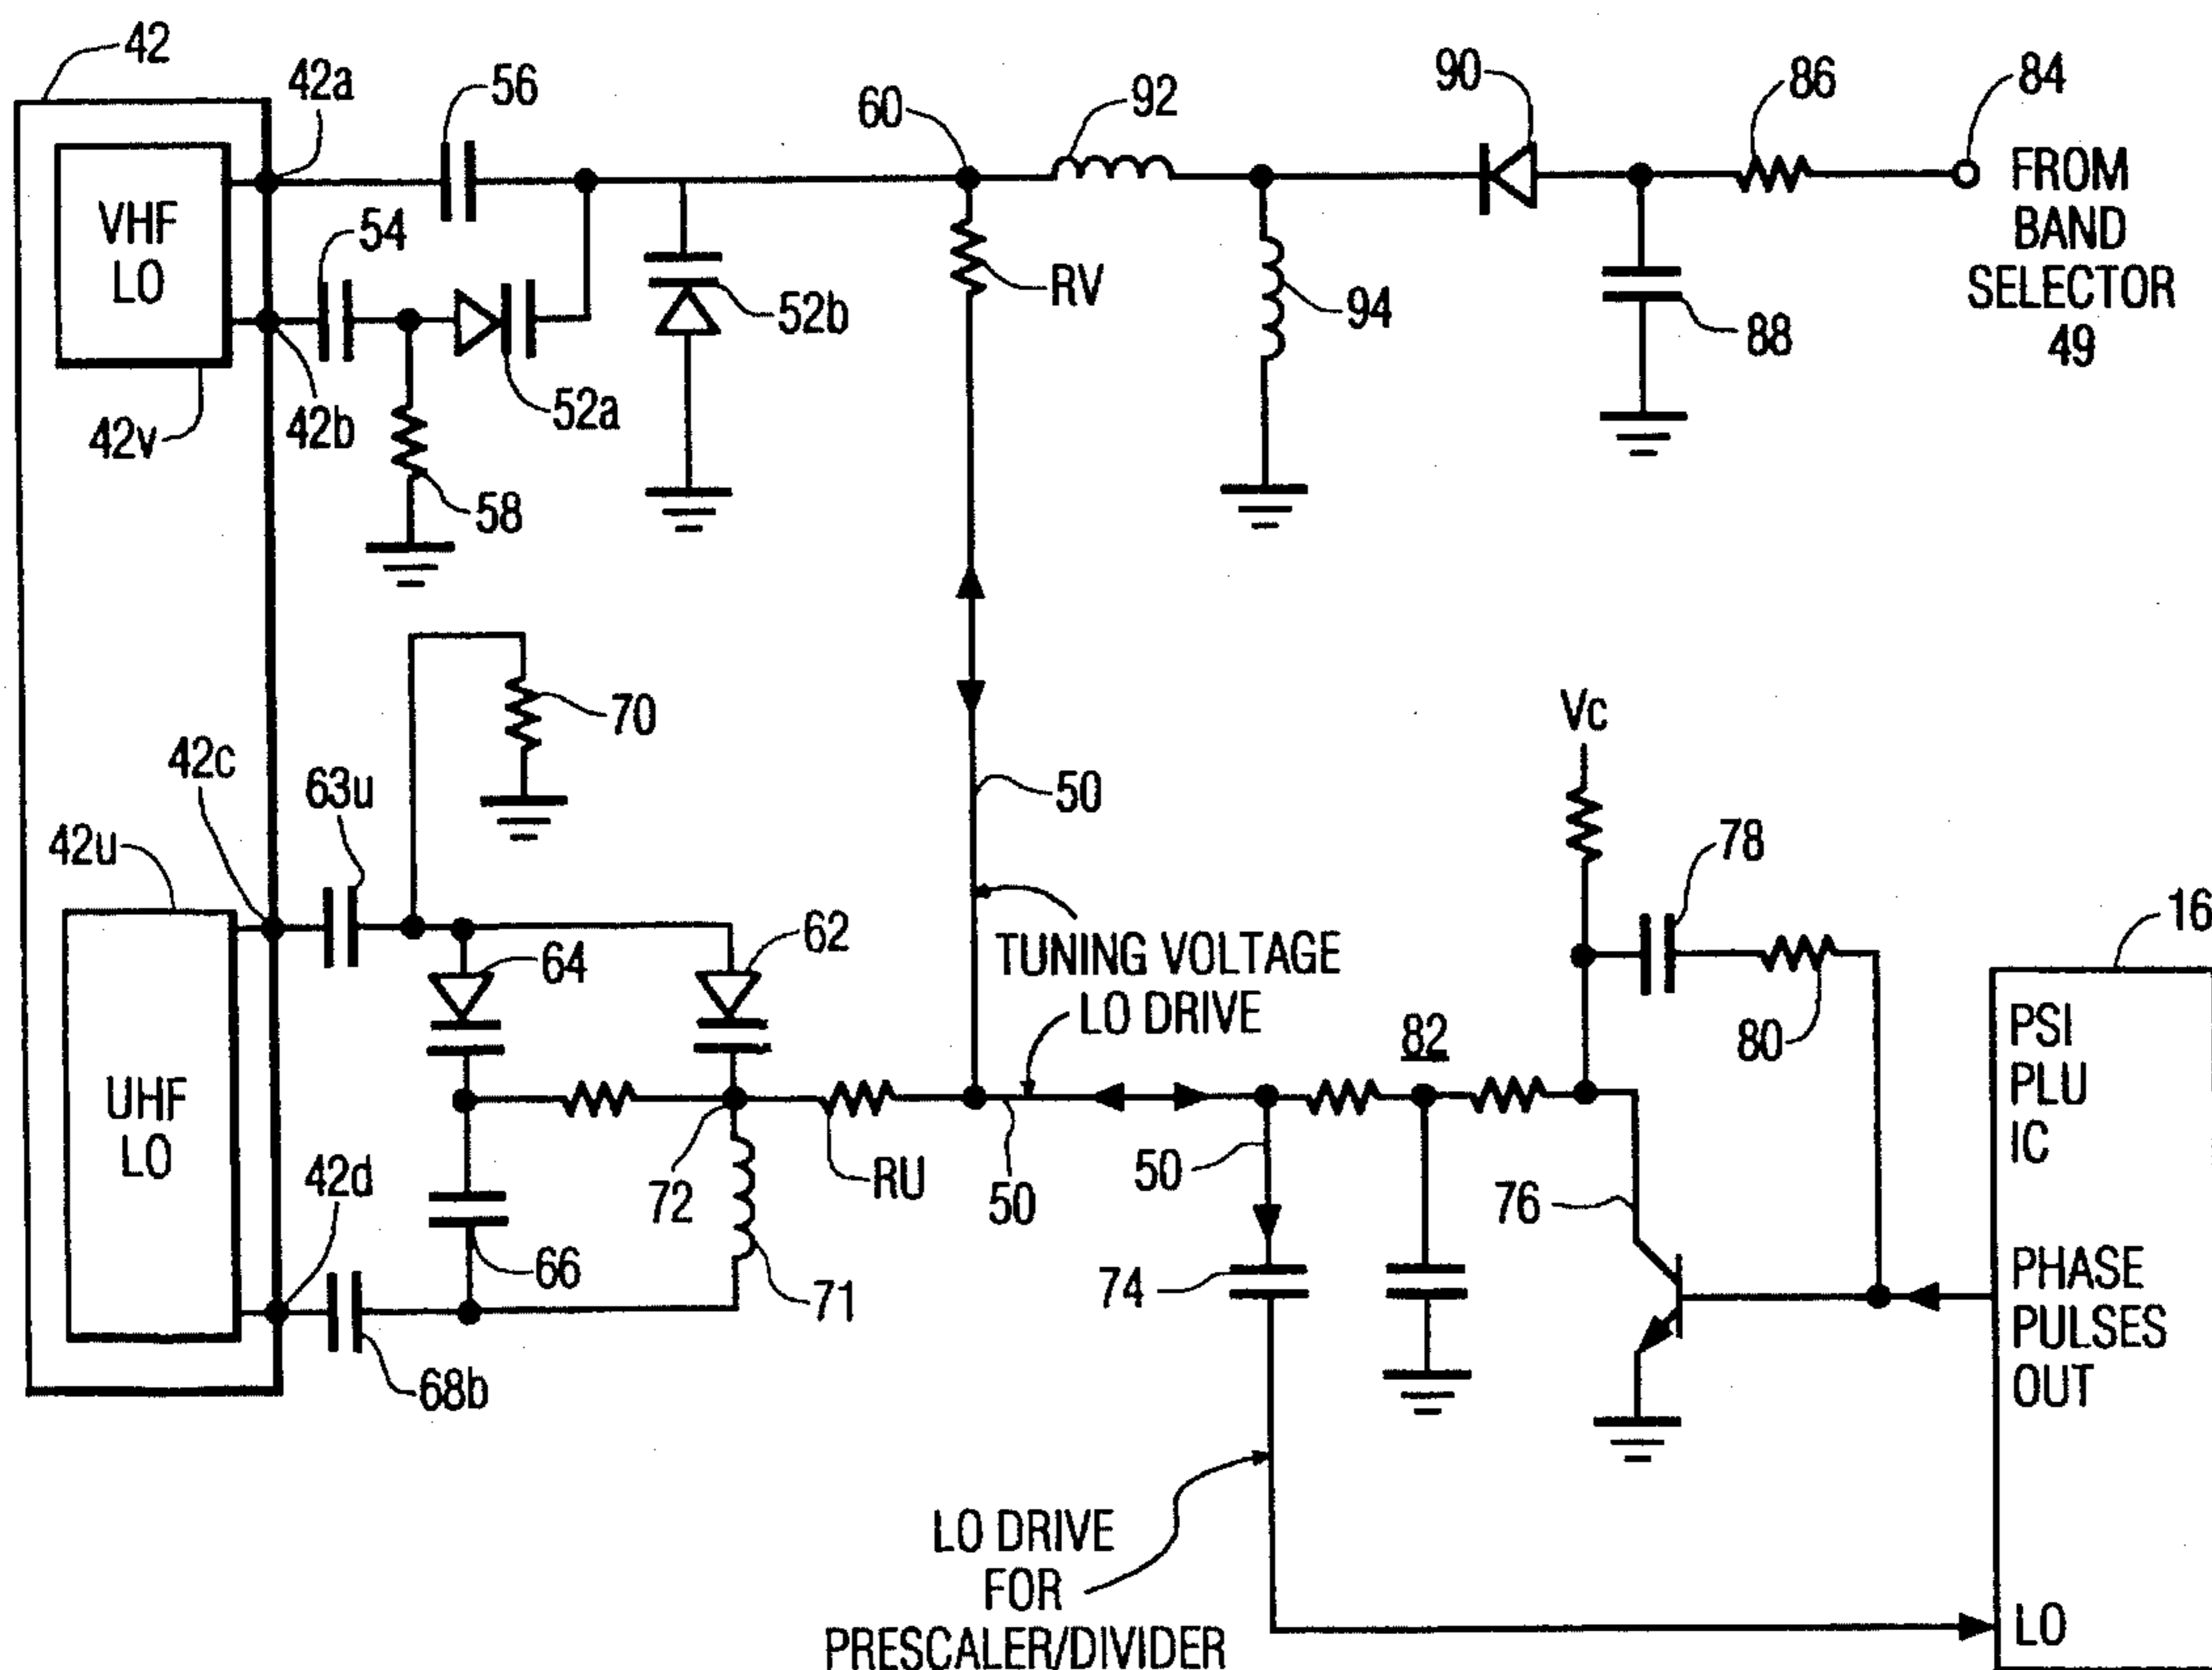 42
42a
56
60
92
90
86
84
VHF
LO
54
RV
52b
94
88
FROM
BAND
SELECTOR
49
42v
42b
52a
58
70
Vc
42c
63u
50
78
42u
16
64
62
TUNING VOLTAGE
LO DRIVE
82
80
PSI
PLU
IC
UHF
LO
42d
72
RU
50
50
76
66
71
74
PHASE
PULSES
OUT
68b
LO DRIVE
FOR
PRESCALER/DIVIDER
LO